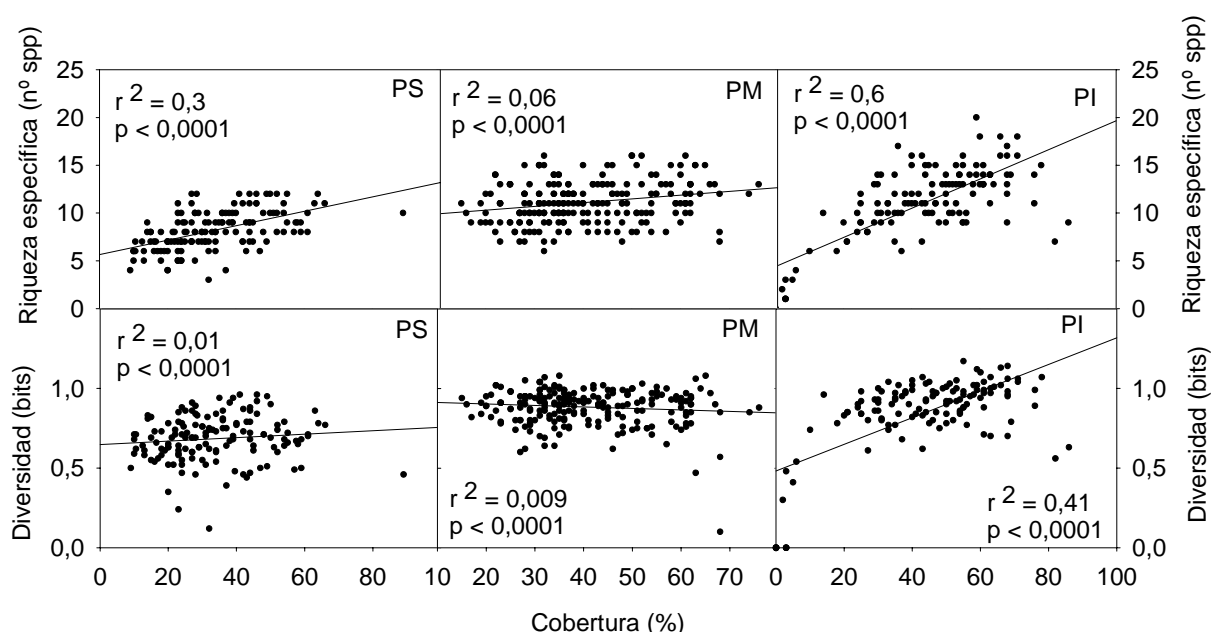 25
20
15
10
5
0
Riqueza específica (nº spp)
r 2 = 0,3
p < 0,0001
PS
r 2 = 0,06
p < 0,0001
PM
r 2 = 0,6
p < 0,0001
PI
25
20
15
10
5
0
Riqueza específica (nº spp)
1,0
0,5
0,0
Diversidad (bits)
r 2 = 0,01
p < 0,0001
PS
PM
r 2 = 0,009
p < 0,0001
PI
r 2 = 0,41
p < 0,0001
1,0
0,5
0,0
Diversidad (bits)
0 20 40 60 80 10 20 30 40 50 60 70 0 20 40 60 80 100
Cobertura (%)